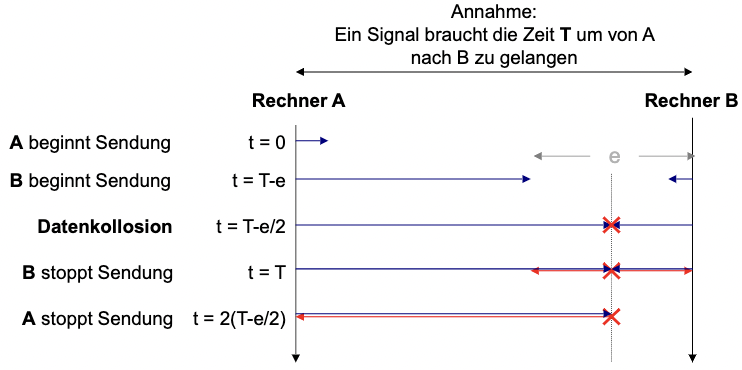 Annahme:
Ein Signal braucht die Zeit T um von A
nach B zu gelangen
Rechner A Rechner B
A beginnt Sendung t = 0
e
B beginnt Sendung t = T-e
Datenkollosion t = T-e/2
B stoppt Sendung t = T
A stoppt Sendung t = 2(T-e/2)